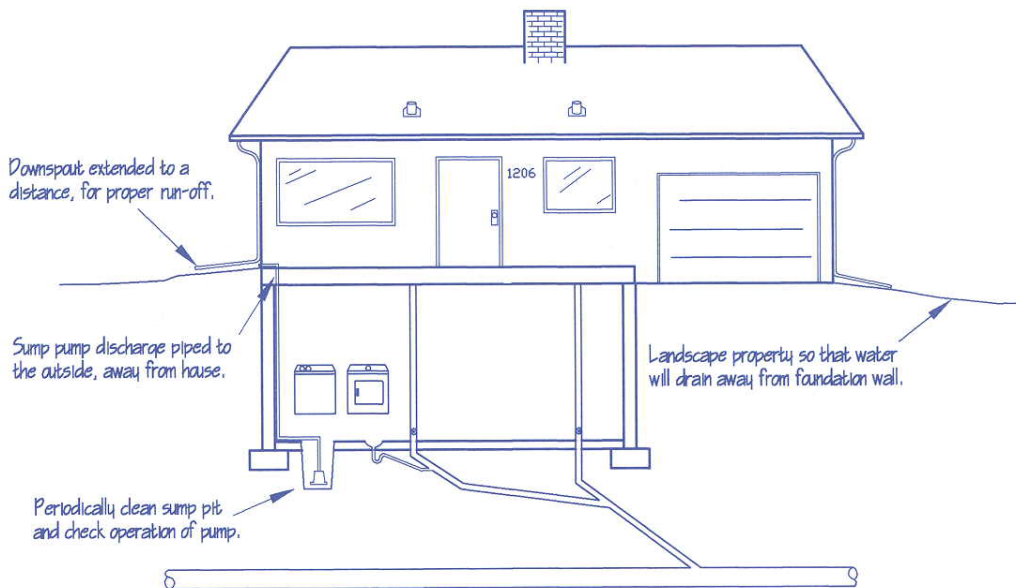 1206
Downspout extended to a
distance, for proper run-off.
Sump pump discharge piped to
the outside, away from house.
Landscape property so that water
will drain away from foundation wall.
Periodically clean sump pit
and check operation of pump.